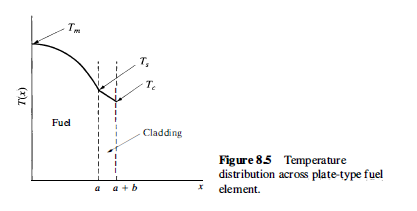 Tm
Ts
Tc
T(x)
Fuel
Cladding
a
a + b
x
Figure 8.5 Temperature
distribution across plate-type fuel
element.